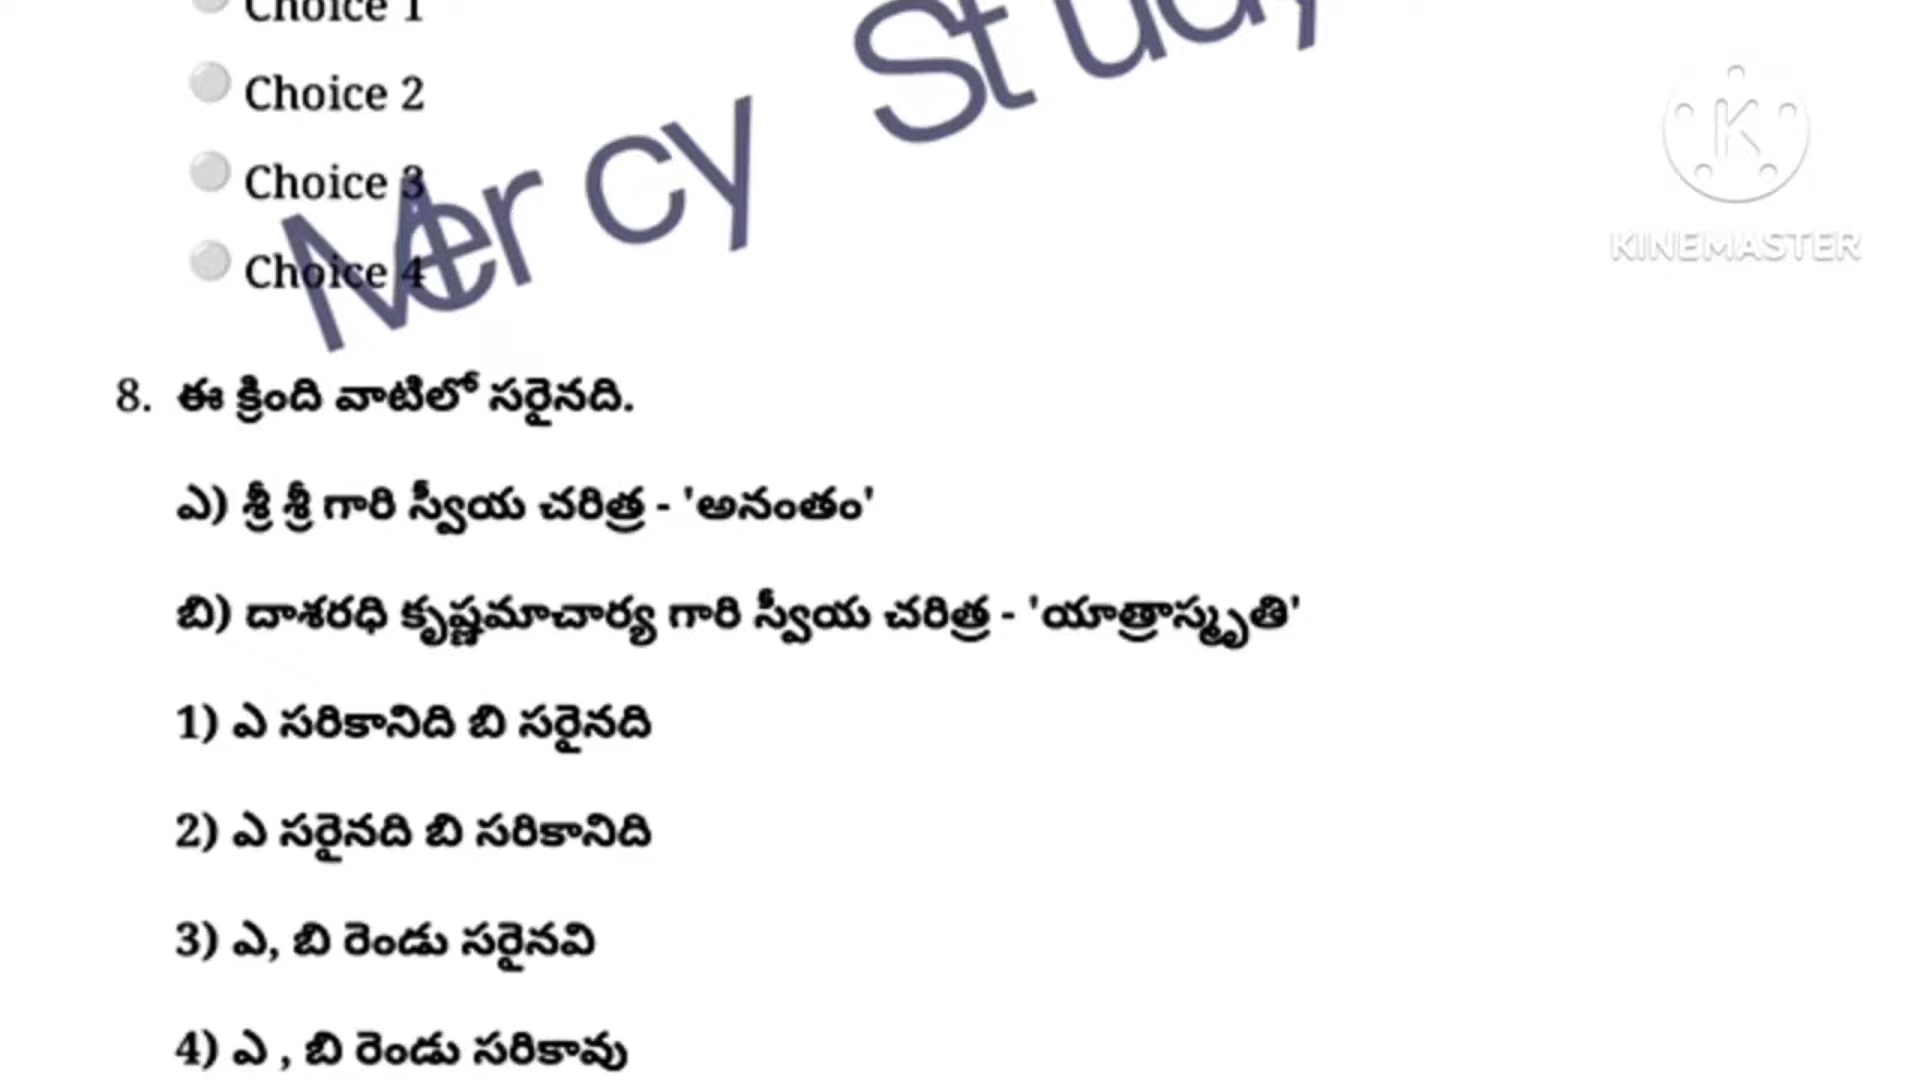 Choice 1
Choice 2
Choice 3
Choice 4
Mercy Study
KINEMASTER
8. ఈ క్రింది వాటిలో సరైనది.
ఎ) శ్రీ శ్రీ గారి స్వీయ చరిత్ర - 'అనంతం'
బి) దాశరధి కృష్ణమాచార్య గారి స్వీయ చరిత్ర - 'యాత్రాస్మృతి'
1) ఎ సరికానిది బి సరైనది
2) ఎ సరైనది బి సరికానిది
3) ఎ, బి రెండు సరైనవి
4) ఎ , బి రెండు సరికావు